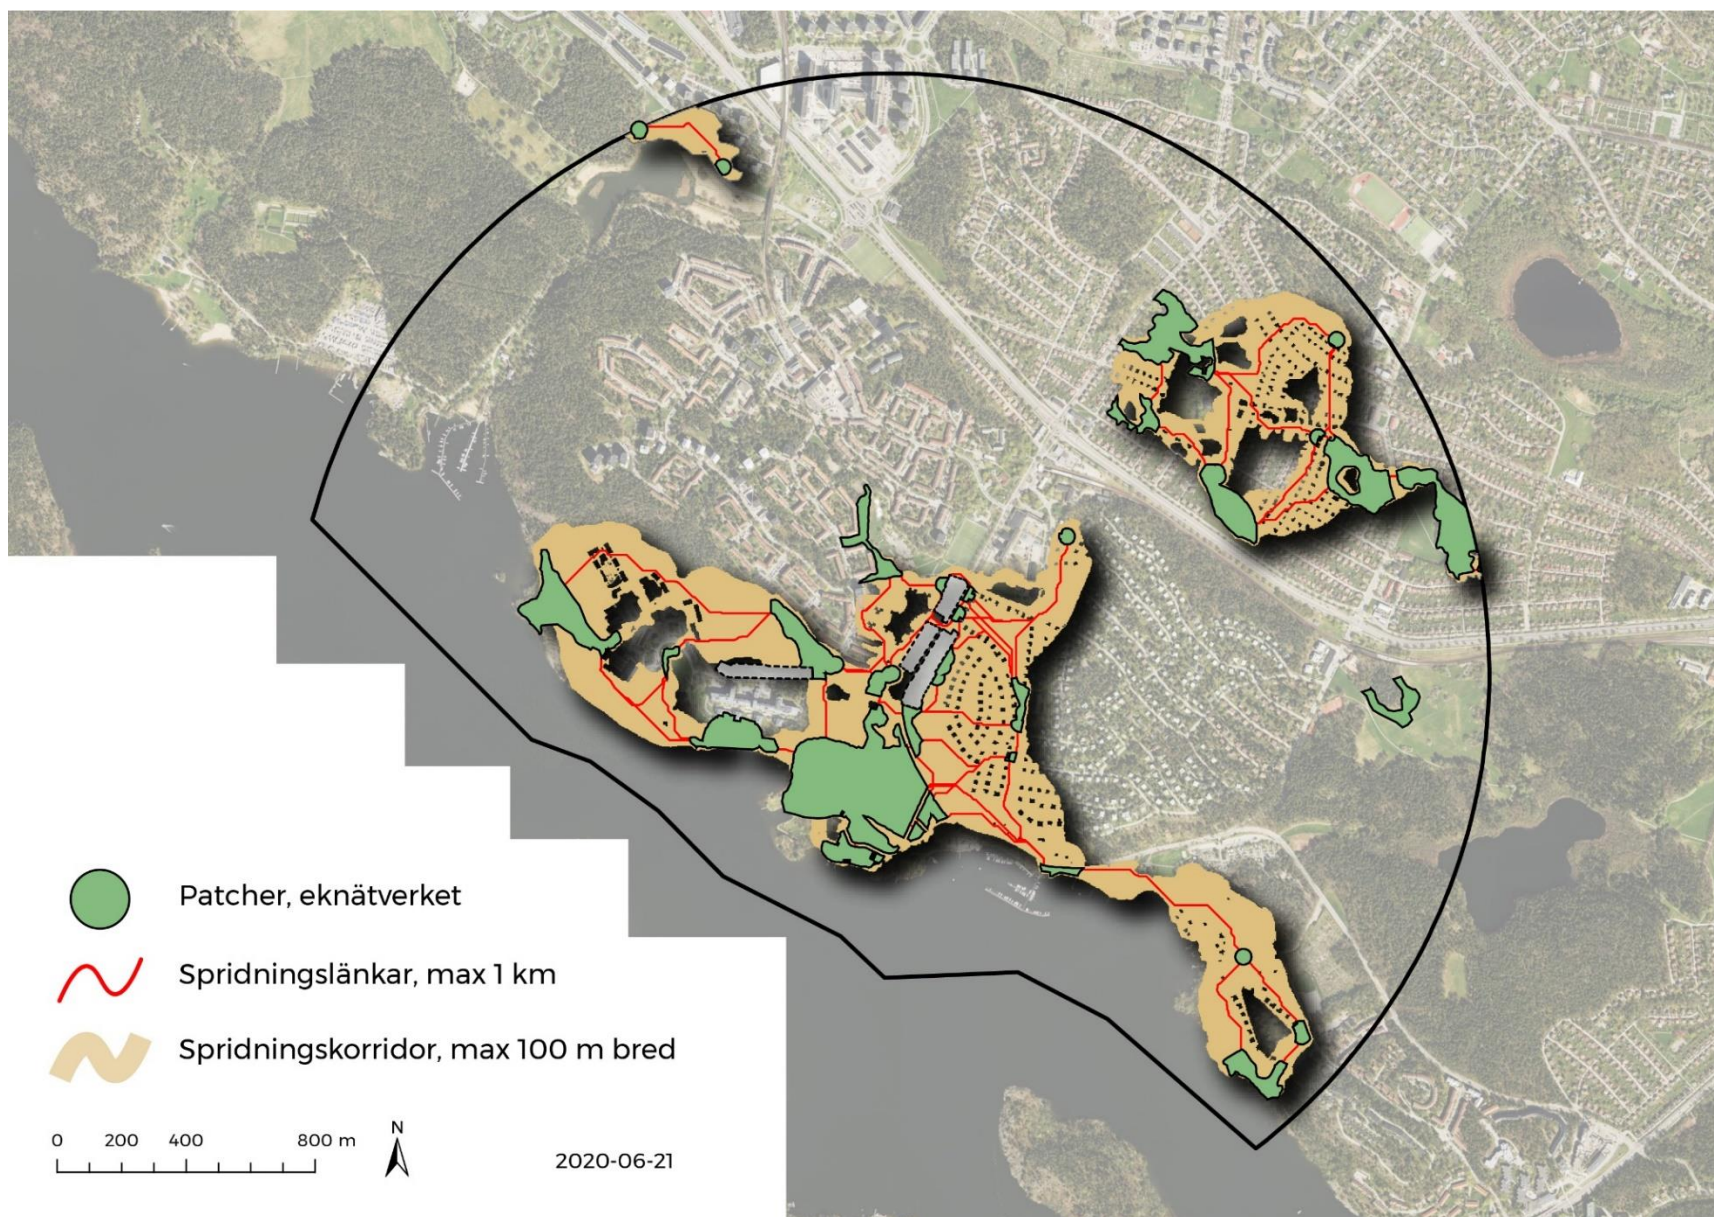 Patcher, eknätverket
Spridningslänkar, max 1 km
Spridningskorridor, max 100 m bred
0 200 400 800 m
N
2020-06-21